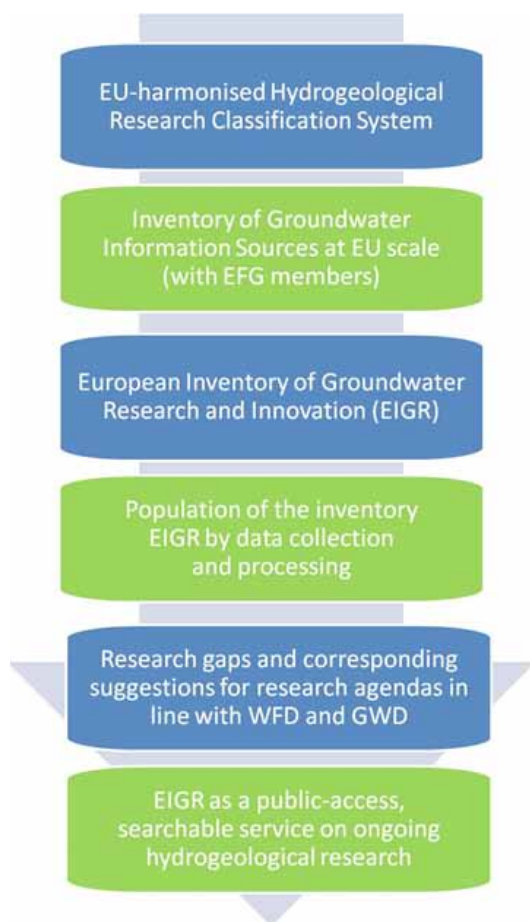 EU-harmonised Hydrogeological
Research Classification System
Inventory of Groundwater
Information Sources at EU scale
(with EFG members)
European Inventory of Groundwater
Research and Innovation (EIGR)
Population of the inventory
EIGR by data collection
and processing
Research gaps and corresponding
suggestions for research agendas in
line with WFD and GWD
EIGR as a public-access,
searchable service on ongoing
hydrogeological research